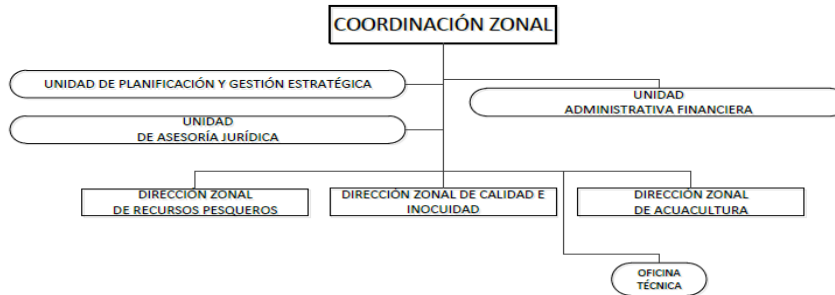 COORDINACIÓN ZONAL
UNIDAD DE PLANIFICACIÓN Y GESTIÓN ESTRATÉGICA
UNIDAD
ADMINISTRATIVA FINANCIERA
UNIDAD
DE ASESORÍA JURÍDICA
DIRECCIÓN ZONAL
DE RECURSOS PESQUEROS
DIRECCIÓN ZONAL DE CALIDAD E
INOCUIDAD
DIRECCIÓN ZONAL
DE ACUACULTURA
OFICINA
TÉCNICA